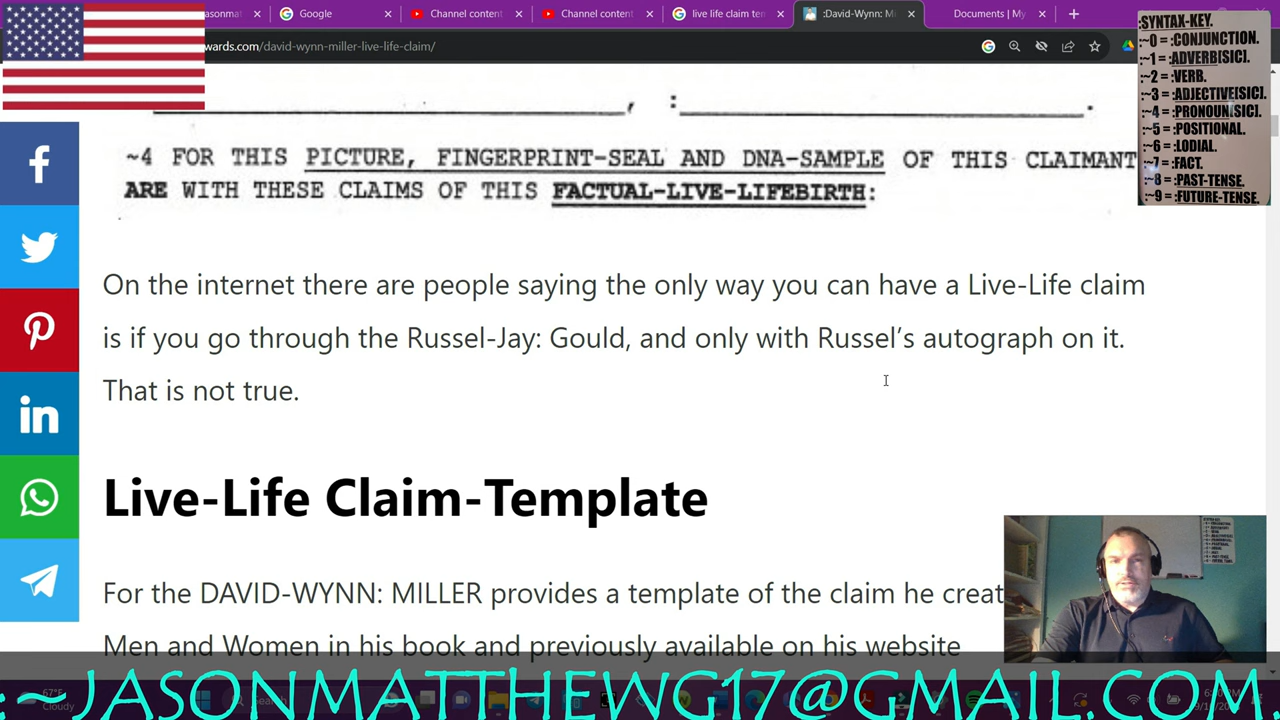 asonmat
Google
Channel content
Channel content
live life claim ten
:David-Wynn: Mi
Documents | My
wards.com/david-wynn-miller-live-life-claim/
:SYNTAX-KEY.
:~0 = :CONJUNCTION.
:~1 = :ADVERB[SIC].
:~2 = :VERB.
:~3 = :ADJECTIVE[SIC].
:~4 = :PRONOUN[SIC].
:~5 = :POSITIONAL.
:~6 = :LODIAL.
:~7 = :FACT.
:~8 = :PAST-TENSE.
:~9 = :FUTURE-TENSE.
, : .
~4 FOR THIS PICTURE, FINGERPRINT-SEAL AND DNA-SAMPLE OF THIS CLAIMANT
ARE WITH THESE CLAIMS OF THIS FACTUAL-LIVE-LIFEBIRTH:
On the internet there are people saying the only way you can have a Live-Life claim
is if you go through the Russel-Jay: Gould, and only with Russel’s autograph on it.
That is not true.
Live-Life Claim-Template
For the DAVID-WYNN: MILLER provides a template of the claim he creat
Men and Women in his book and previously available on his website
67°F
Cloudy
Search
:~JASONMATTHEWG17@GMAIL.COM.